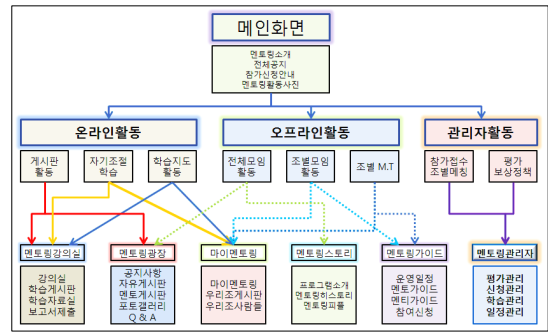 메인화면
멘토링소개
전체공지
참가신정안내
멘토링활동사진
온라인활동
오프라인활동
관리자활동
게시판
활동
자기조절
학습
학습지도
활동
전체모임
활동
조별모임
활동
조별 M.T
참가접수
조별매칭
평가
보상정책
멘토링강의실
멘토링광장
마이멘토링
멘토링스토리
멘토링가이드
멘토링관리자
강의실
학습게시판
학습자료실
보고서제출
공지사항
자유게시판
멘토게시판
포토갤러리
Q & A
마이멘토링
우리조게시판
우리조사람들
프로그램소개
멘토링히스토리
멘토링피플
운영일정
멘토가이드
멘티가이드
참여신청
평가관리
신청관리
학습관리
일정관리